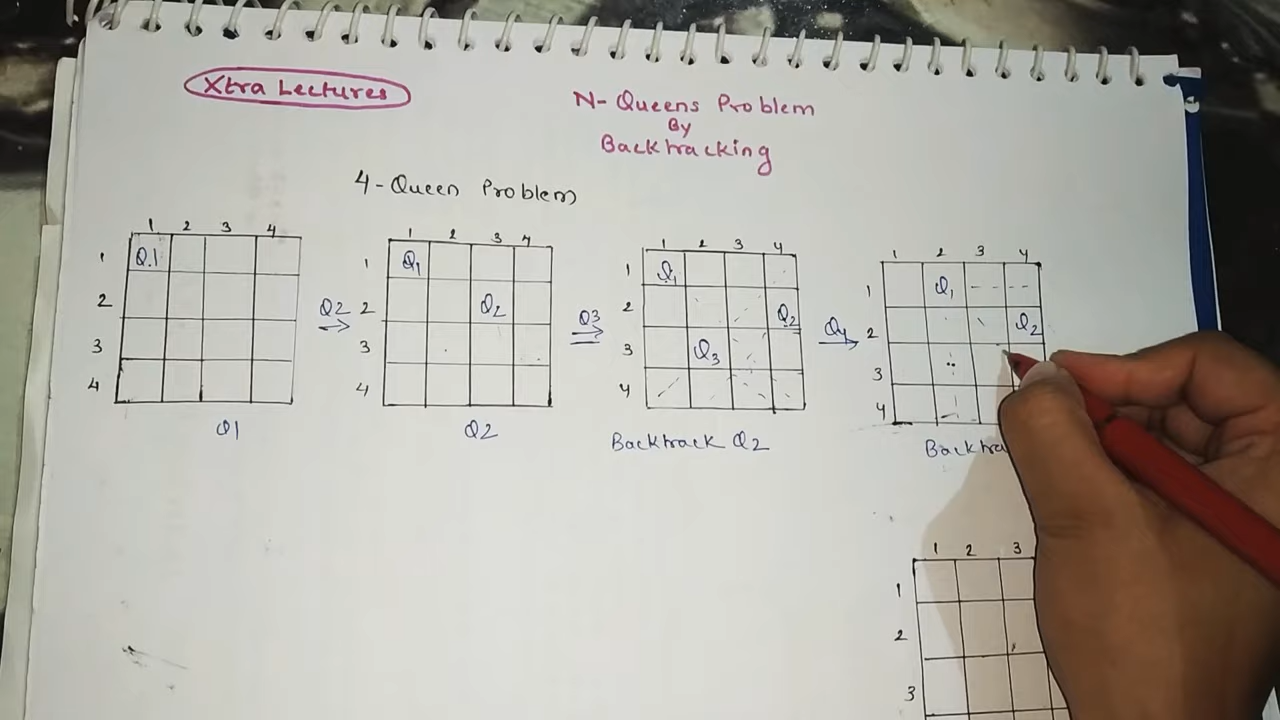 Xtra Lectures
N-Queens Problem
By
Backtracking
4-Queen Problem
1 2 3 4
1 Q.1
2
3
4
Q1
Q2
1 2 3 4
1 Q1
2 Q2
3
4
Q2
Q3
1 2 3 4
1 Q1
2 Q2
3 Q3
4
Backtrack Q2
Q4
1 2 3 4
1 Q1
2 Q2
3
4
1 2 3
1
2
3